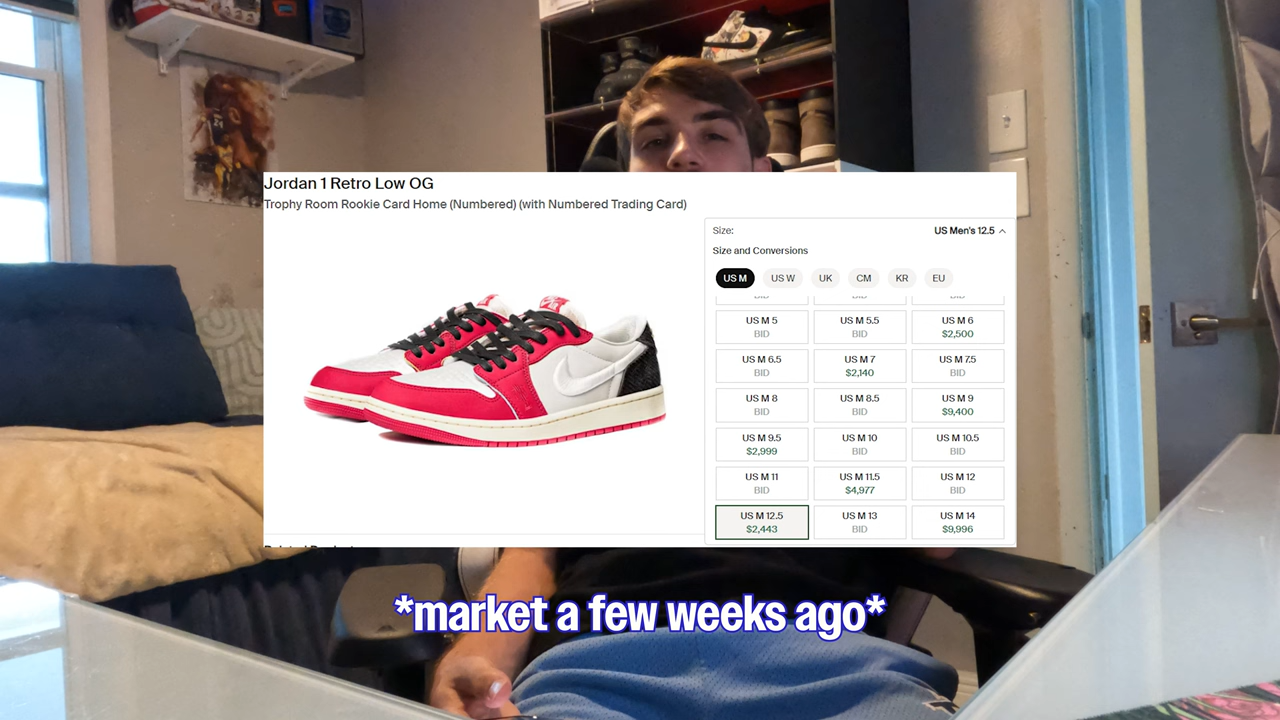 Jordan 1 Retro Low OG
Trophy Room Rookie Card Home (Numbered) (with Numbered Trading Card)
Size:
US Men's 12.5
Size and Conversions
US M
US W
UK
CM
KR
EU
US M 5
BID
US M 5.5
BID
US M 6
$2,500
US M 6.5
BID
US M 7
$2,140
US M 7.5
BID
US M 8
BID
US M 8.5
BID
US M 9
$9,400
US M 9.5
$2,999
US M 10
BID
US M 10.5
BID
US M 11
BID
US M 11.5
$4,977
US M 12
BID
US M 12.5
$2,443
US M 13
BID
US M 14
$9,996
*market a few weeks ago*